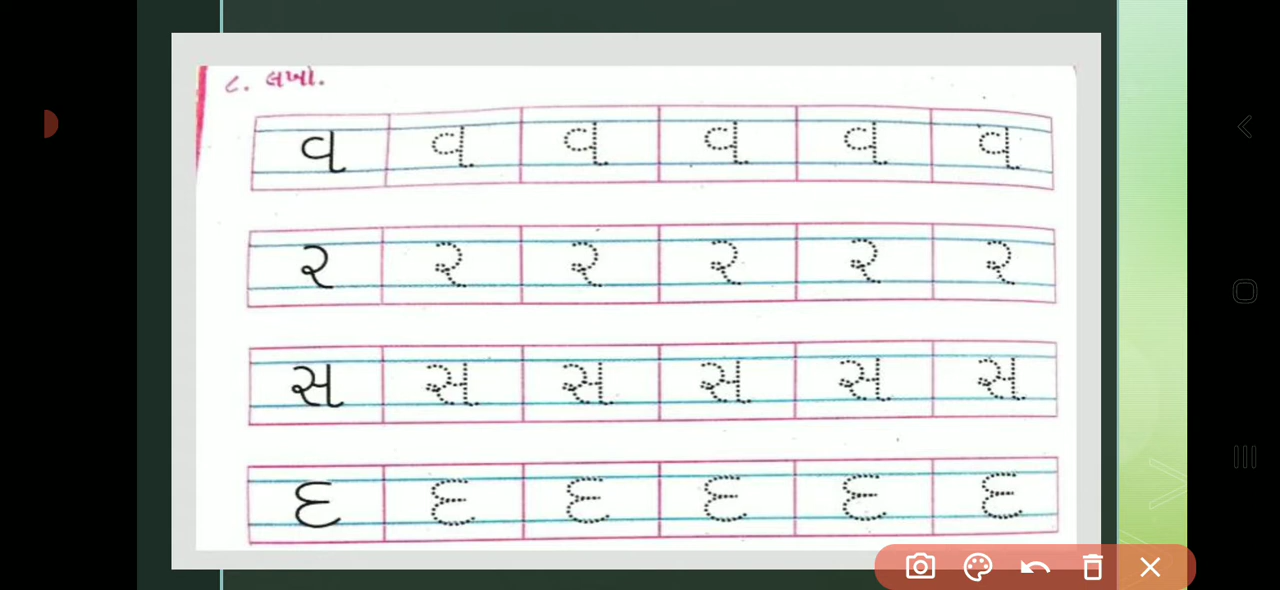 ૮. લખો.
વ વ વ વ વ વ
ર ર ર ર ર ર
સ સ સ સ સ સ
દ દ દ દ દ દ